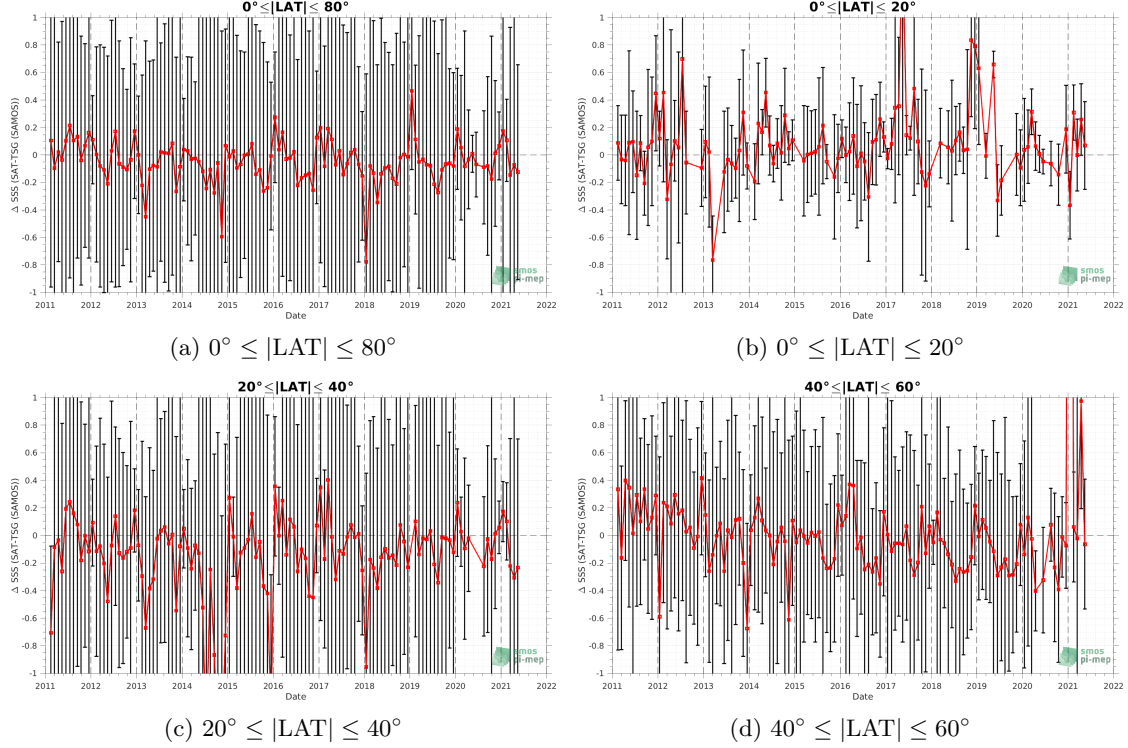 0°≤|LAT|≤ 80°
Δ SSS (SAT-TSG (SAMOS))
1
0.8
0.6
0.4
0.2
0
-0.2
-0.4
-0.6
-0.8
-1
2011 2012 2013 2014 2015 2016 2017 2018 2019 2020 2021 2022
Date
smos
pi-mep
(a) 0° ≤ |LAT| ≤ 80°
0°≤|LAT|≤ 20°
Δ SSS (SAT-TSG (SAMOS))
1
0.8
0.6
0.4
0.2
0
-0.2
-0.4
-0.6
-0.8
-1
2011 2012 2013 2014 2015 2016 2017 2018 2019 2020 2021 2022
Date
smos
pi-mep
(b) 0° ≤ |LAT| ≤ 20°
20°≤|LAT|≤ 40°
Δ SSS (SAT-TSG (SAMOS))
1
0.8
0.6
0.4
0.2
0
-0.2
-0.4
-0.6
-0.8
-1
2011 2012 2013 2014 2015 2016 2017 2018 2019 2020 2021 2022
Date
smos
pi-mep
(c) 20° ≤ |LAT| ≤ 40°
40°≤|LAT|≤ 60°
Δ SSS (SAT-TSG (SAMOS))
1
0.8
0.6
0.4
0.2
0
-0.2
-0.4
-0.6
-0.8
-1
2011 2012 2013 2014 2015 2016 2017 2018 2019 2020 2021 2022
Date
smos
pi-mep
(d) 40° ≤ |LAT| ≤ 60°